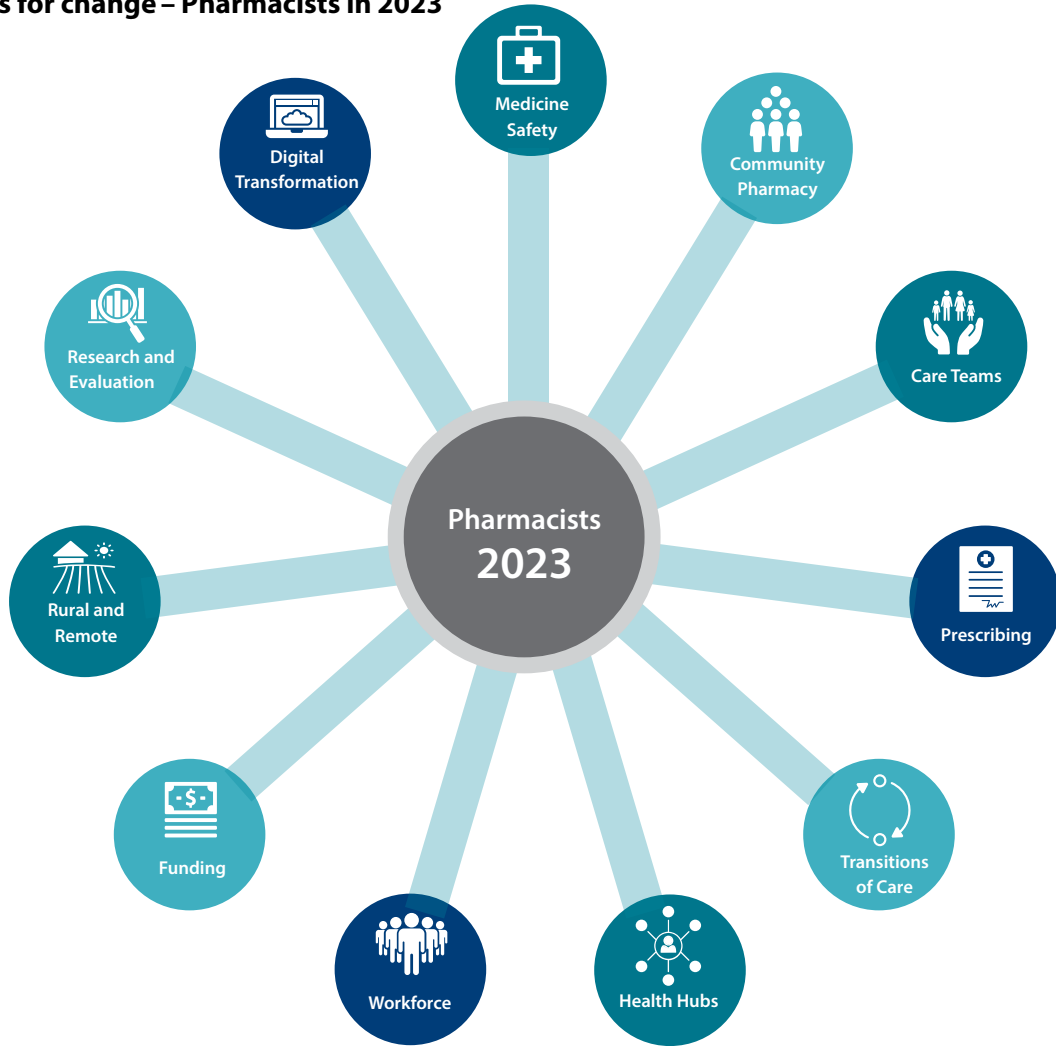 s for change – Pharmacists in 2023
Medicine
Safety
Community
Pharmacy
Care Teams
Prescribing
Transitions
of Care
Health Hubs
Workforce
Funding
Rural and
Remote
Research and
Evaluation
Digital
Transformation
Pharmacists
2023
-$-